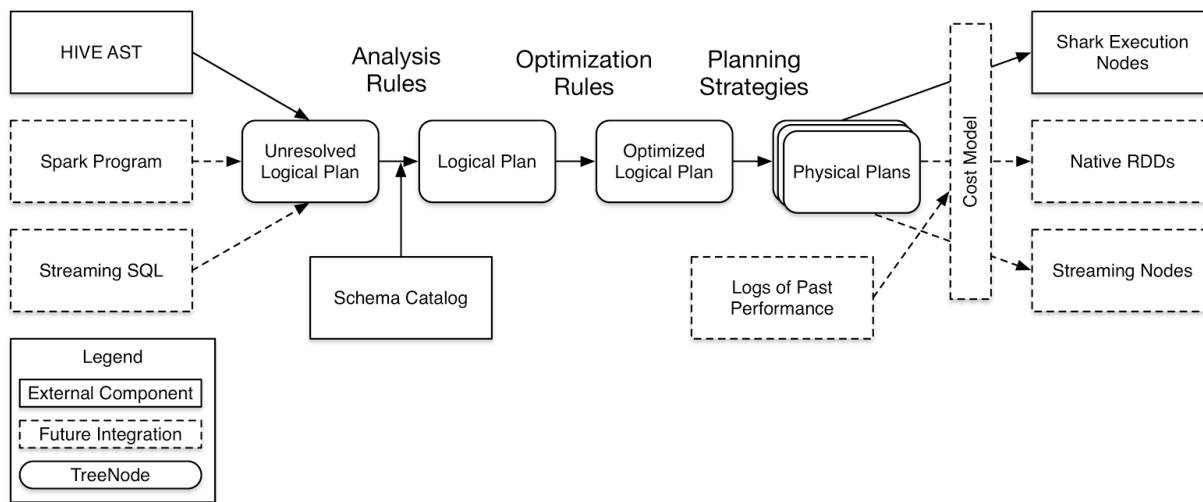 HIVE AST
Analysis
Rules
Optimization
Rules
Planning
Strategies
Shark Execution
Nodes
Spark Program
Unresolved
Logical Plan
Logical Plan
Optimized
Logical Plan
Physical Plans
Cost Model
Native RDDs
Streaming SQL
Schema Catalog
Logs of Past
Performance
Streaming Nodes
Legend
External Component
Future Integration
TreeNode